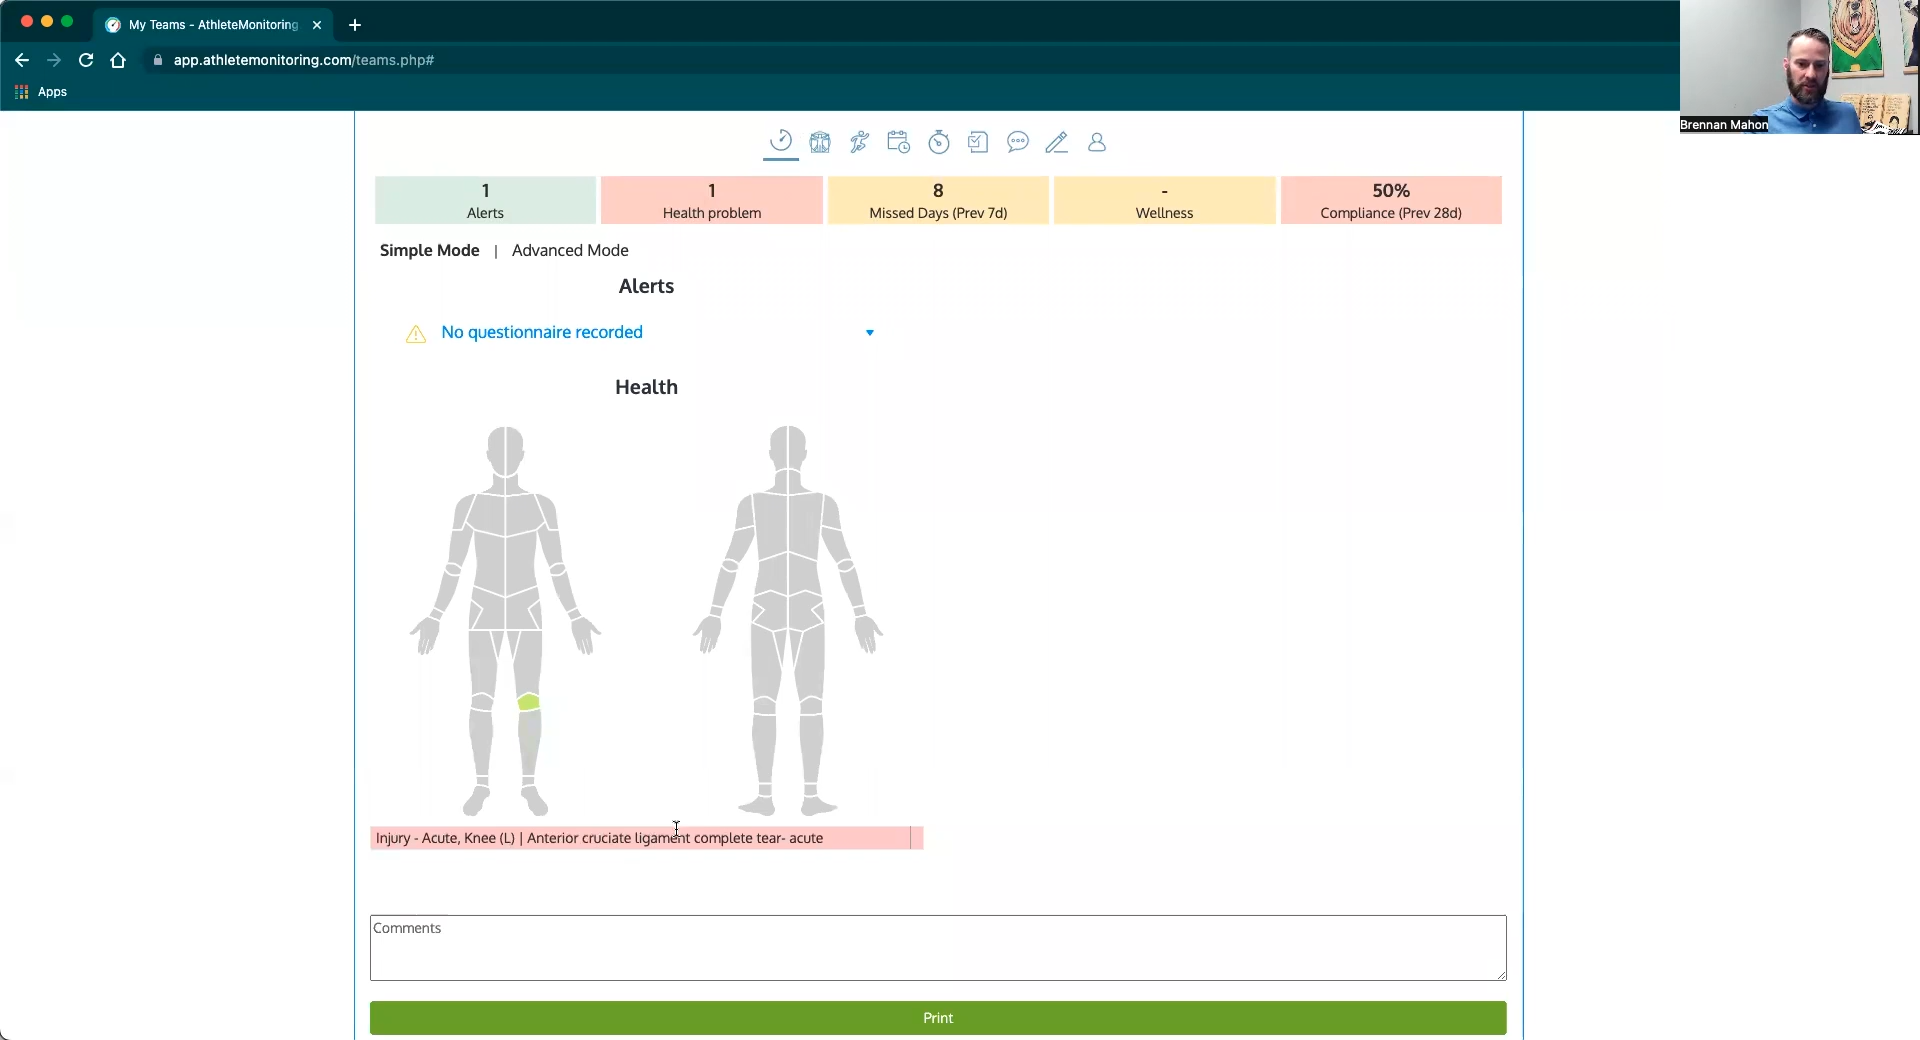 My Teams - AthleteMonitoring
app.athletemonitoring.com/teams.php#
Apps
Brennan Mahon
1
Alerts
1
Health problem
8
Missed Days (Prev 7d)
-
Wellness
50%
Compliance (Prev 28d)
Simple Mode | Advanced Mode
Alerts
No questionnaire recorded
Health
Injury - Acute, Knee (L) | Anterior cruciate ligament complete tear- acute
Comments
Print